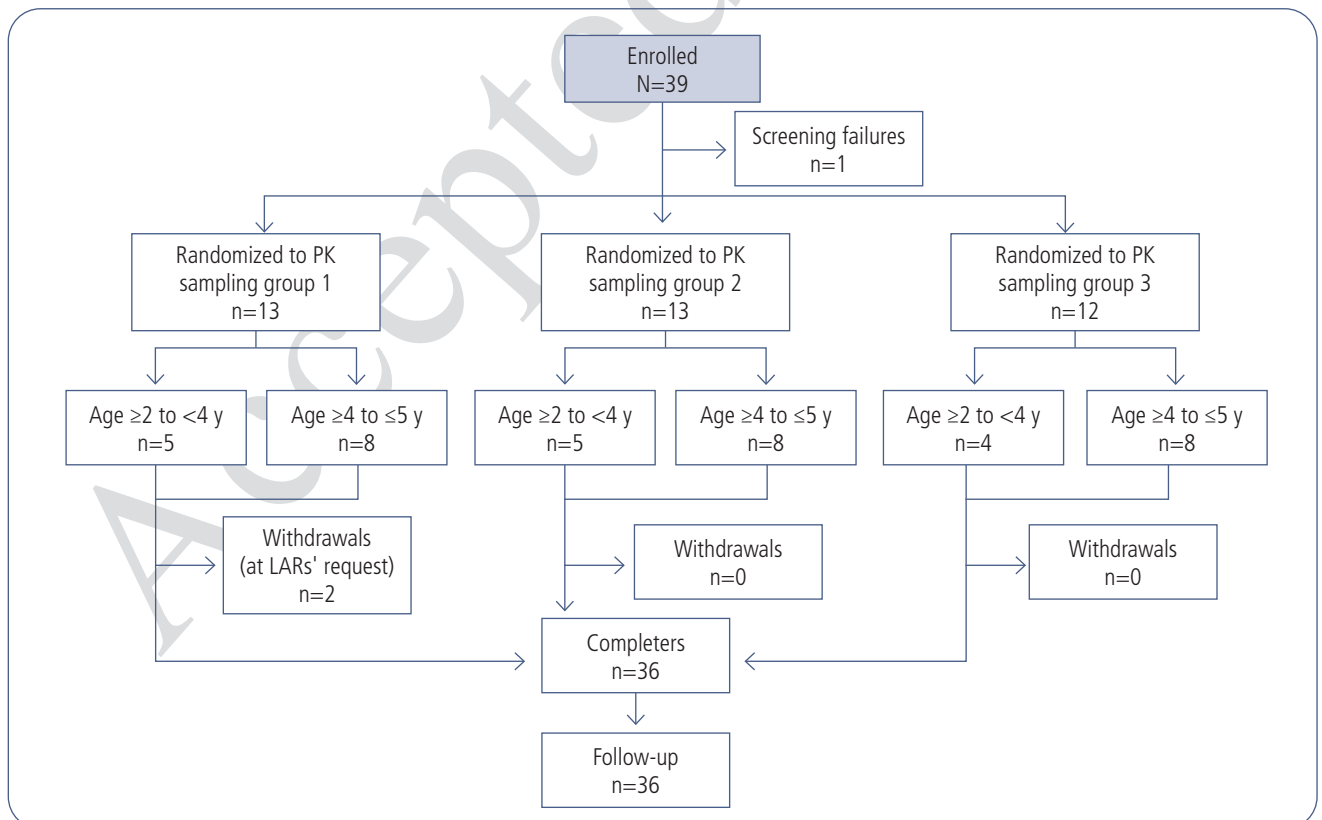 Enrolled
N=39
Screening failures
n=1
Randomized to PK
sampling group 1
n=13
Randomized to PK
sampling group 2
n=13
Randomized to PK
sampling group 3
n=12
Age ≥2 to <4 y
n=5
Age ≥4 to ≤5 y
n=8
Age ≥2 to <4 y
n=5
Age ≥4 to ≤5 y
n=8
Age ≥2 to <4 y
n=4
Age ≥4 to ≤5 y
n=8
Withdrawals
(at LARs' request)
n=2
Withdrawals
n=0
Withdrawals
n=0
Completers
n=36
Follow-up
n=36
Accepted